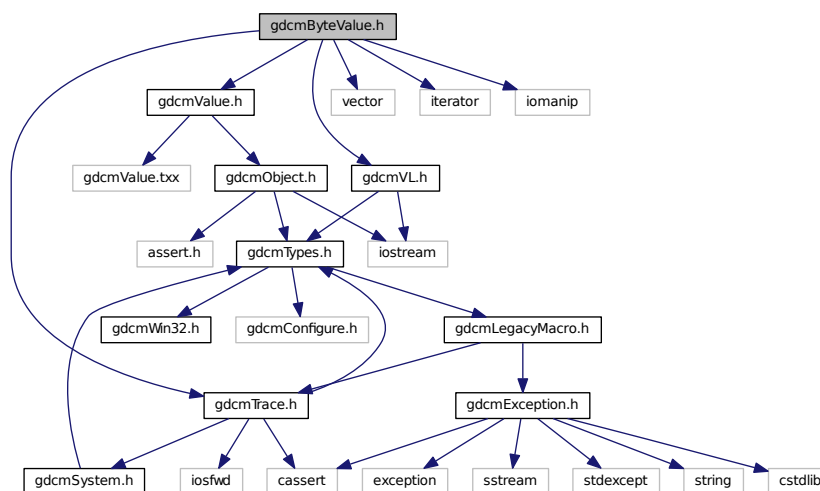 gdcmByteValue.h
gdcmValue.h
vector
iterator
iomanip
gdcmValue.txx
gdcmObject.h
gdcmVL.h
assert.h
gdcmTypes.h
iostream
gdcmWin32.h
gdcmConfigure.h
gdcmLegacyMacro.h
gdcmTrace.h
gdcmException.h
gdcmSystem.h
iosfwd
cassert
exception
sstream
stdexcept
string
cstdlib